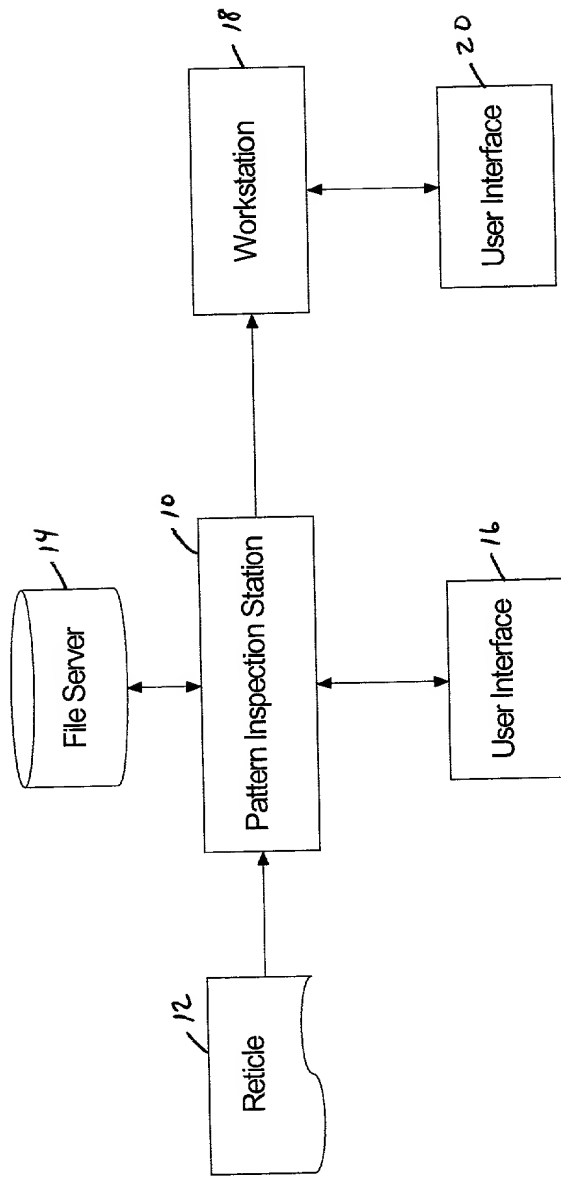 File Server
14
Reticle
12
Pattern Inspection Station
10
Workstation
18
User Interface
16
User Interface
20